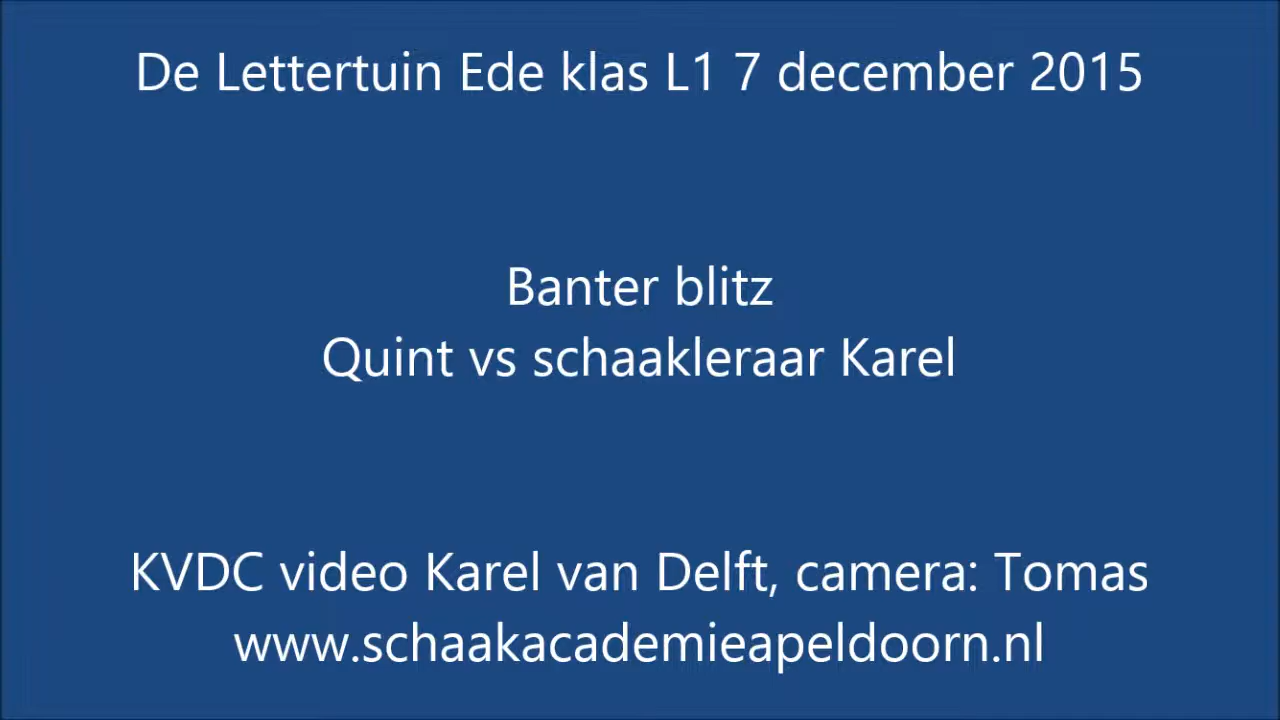 De Lettertuin Ede klas L1 7 december 2015
Banter blitz
Quint vs schaakleraar Karel
KVDC video Karel van Delft, camera: Tomas
www.schaakacademieapeldoorn.nl